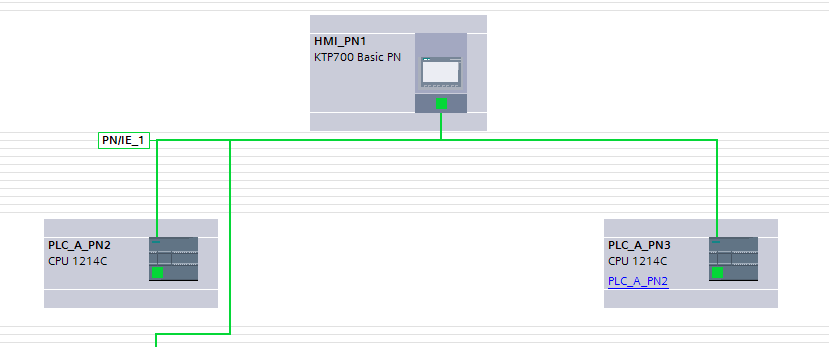 HMI_PN1
KTP700 Basic PN
PN/IE_1
PLC_A_PN2
CPU 1214C
PLC_A_PN3
CPU 1214C
PLC_A_PN2